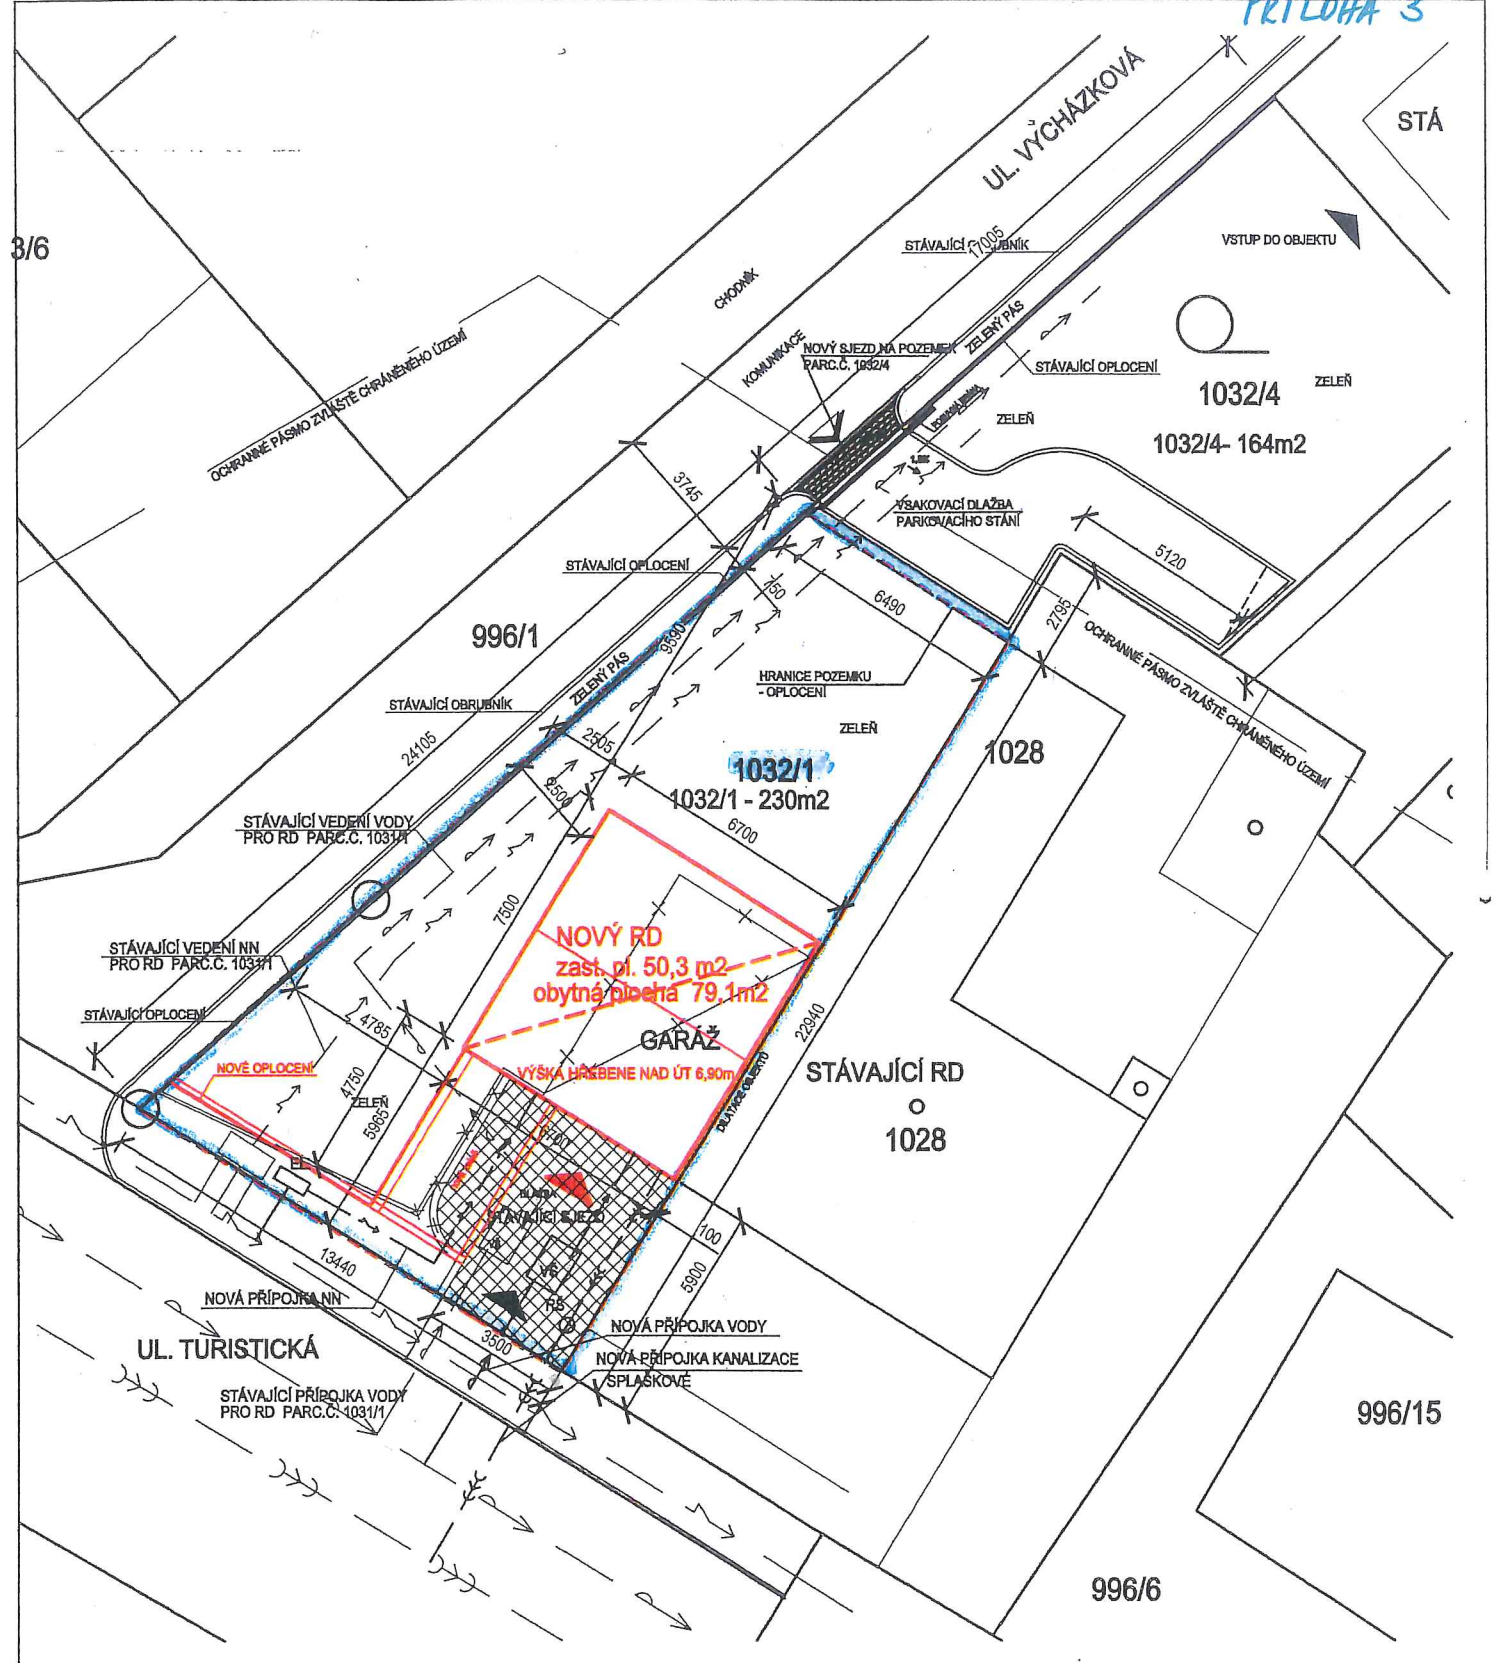 PŘÍLOHA 3
UL. VÝCHÁZKOVÁ
STÁ
3/6
17005
STÁVAJÍCÍ
VSTUP DO OBJEKTU
CHODNÍK
OCHRANNÉ PÁSMO ZVLÁŠTĚ CHRÁNĚNÉHO ÚZEMÍ
KOMUNIKACE
NOVÝ SJEZD NA POZEMEK
PARC.Č. 1032/4
ZELENÝ PÁS
STÁVAJÍCÍ OPLOCENÍ
1032/4
ZELEŇ
ZELEŇ
1032/4- 164m2
3745
VSAKOVACÍ DLAŽBA
PARKOVACÍHO STÁNÍ
5120
STÁVAJÍCÍ OPLOCENÍ
750
6490
2795
996/1
9590
OCHRANNÉ PÁSMO ZVLÁŠTĚ CHRÁNĚNÉHO ÚZEMÍ
ZELENÝ PÁS
HRANICE POZEMKU
- OPLOCENÍ
STÁVAJÍCÍ OBRUBNÍK
ZELEŇ
24105
2505
1032/1
1028
2500
1032/1 - 230m2
STÁVAJÍCÍ VEDENÍ VODY
PRO RD PARC.Č. 1031/1
6700
7500
NOVÝ RD
STÁVAJÍCÍ VEDENÍ NN
PRO RD PARC.Č. 1031/1
zast. pl. 50,3 m2
obytná plocha 79,1m2
STÁVAJÍCÍ OPLOCENÍ
4785
22940
GARÁŽ
NOVÉ OPLOCENÍ
VÝŠKA HŘEBENE NAD ÚT 6,90m
STÁVAJÍCÍ RD
4750
ZELEŇ
DILATACE OBJEKTŮ
1028
5965
6700
EL
DLAŽBA
STÁVAJÍCÍ SJEZD
100
13440
VŠ
5900
NOVÁ PŘÍPOJKA NN
RŠ
NOVÁ PŘÍPOJKA VODY
UL. TURISTICKÁ
3500
NOVÁ PŘÍPOJKA KANALIZACE
SPLAŠKOVÉ
STÁVAJÍCÍ PŘÍPOJKA VODY
PRO RD PARC.Č. 1031/1
996/15
996/6